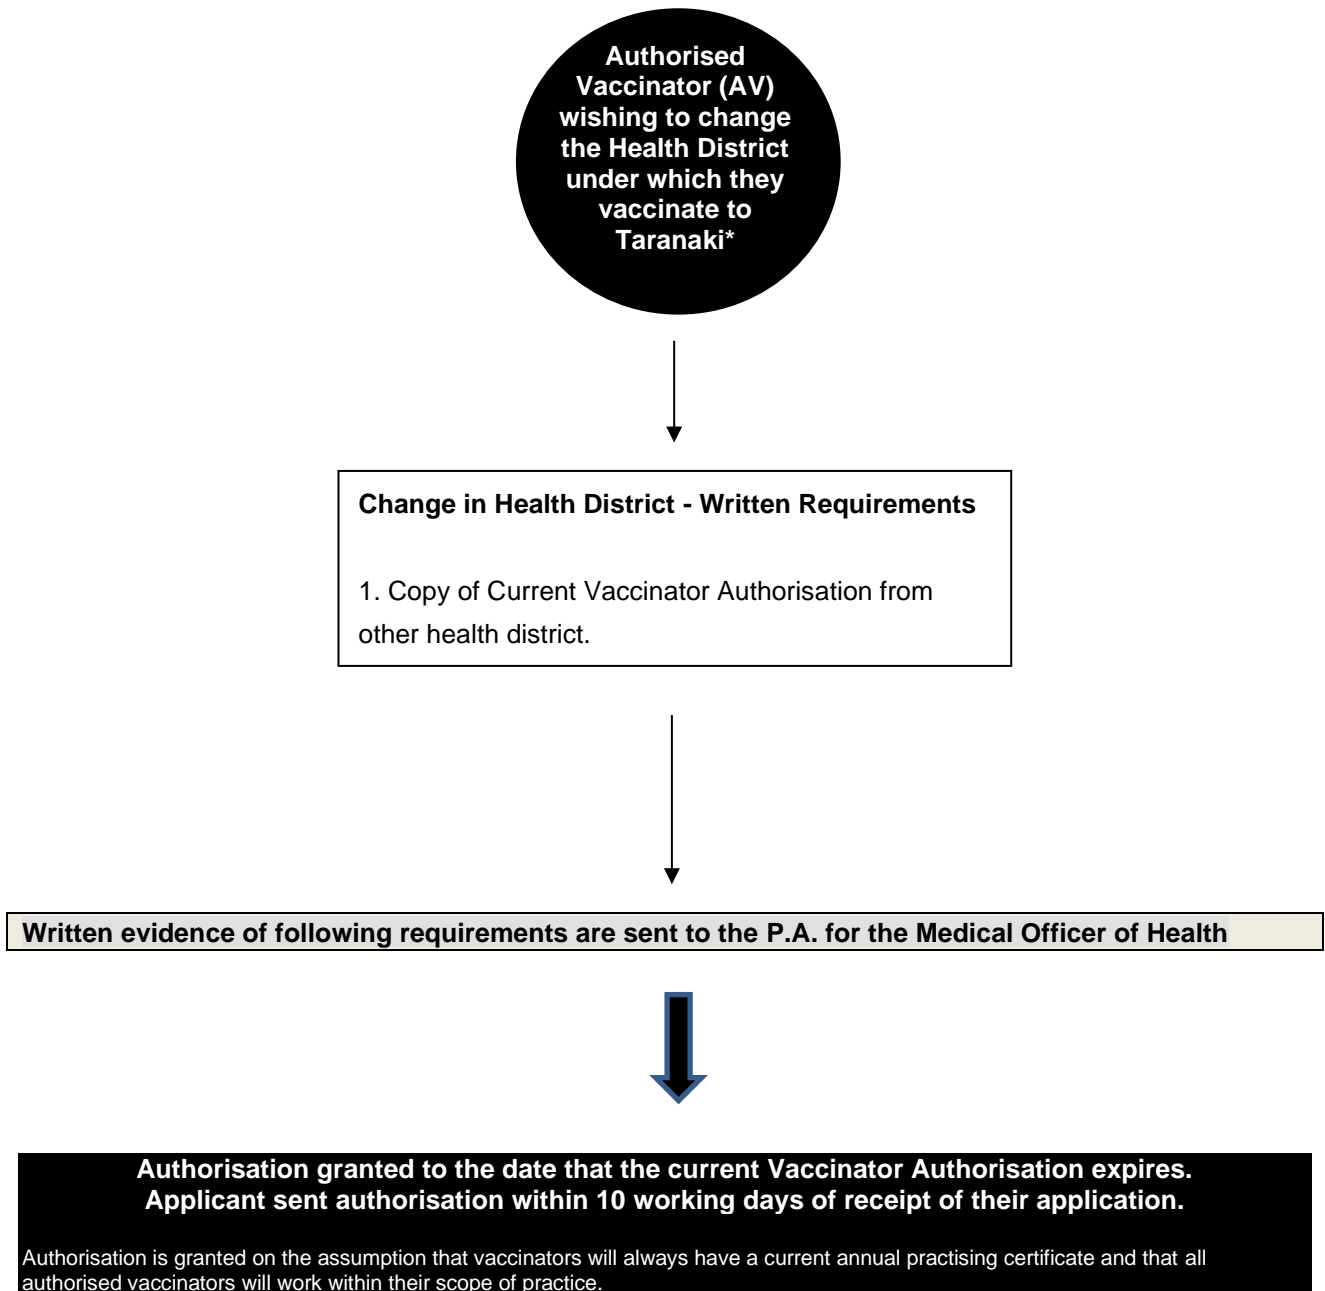 Authorised
Vaccinator (AV)
wishing to change
the Health District
under which they
vaccinate to
Taranaki*
Change in Health District - Written Requirements
1. Copy of Current Vaccinator Authorisation from
other health district.
Written evidence of following requirements are sent to the P.A. for the Medical Officer of Health
Authorisation granted to the date that the current Vaccinator Authorisation expires.
Applicant sent authorisation within 10 working days of receipt of their application.
Authorisation is granted on the assumption that vaccinators will always have a current annual practising certificate and that all
authorised vaccinators will work within their scope of practice.